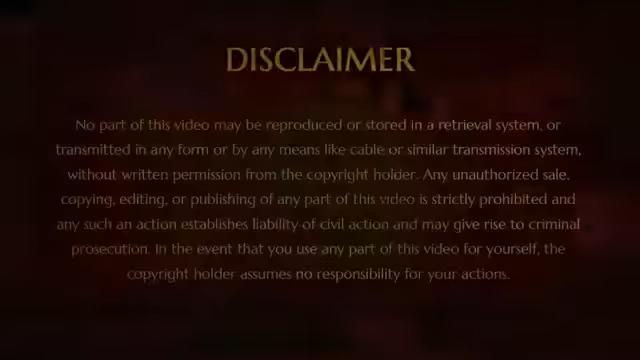 DISCLAIMER
No part of this video may be reproduced or stored in a retrieval system, or
transmitted in any form or by any means like cable or similar transmission system,
without written permission from the copyright holder. Any unauthorized sale,
copying, editing, or publishing of any part of this video is strictly prohibited and
any such an action establishes liability of civil action and may give rise to criminal
prosecution. In the event that you use any part of this video for yourself, the
copyright holder assumes no responsibility for your actions.